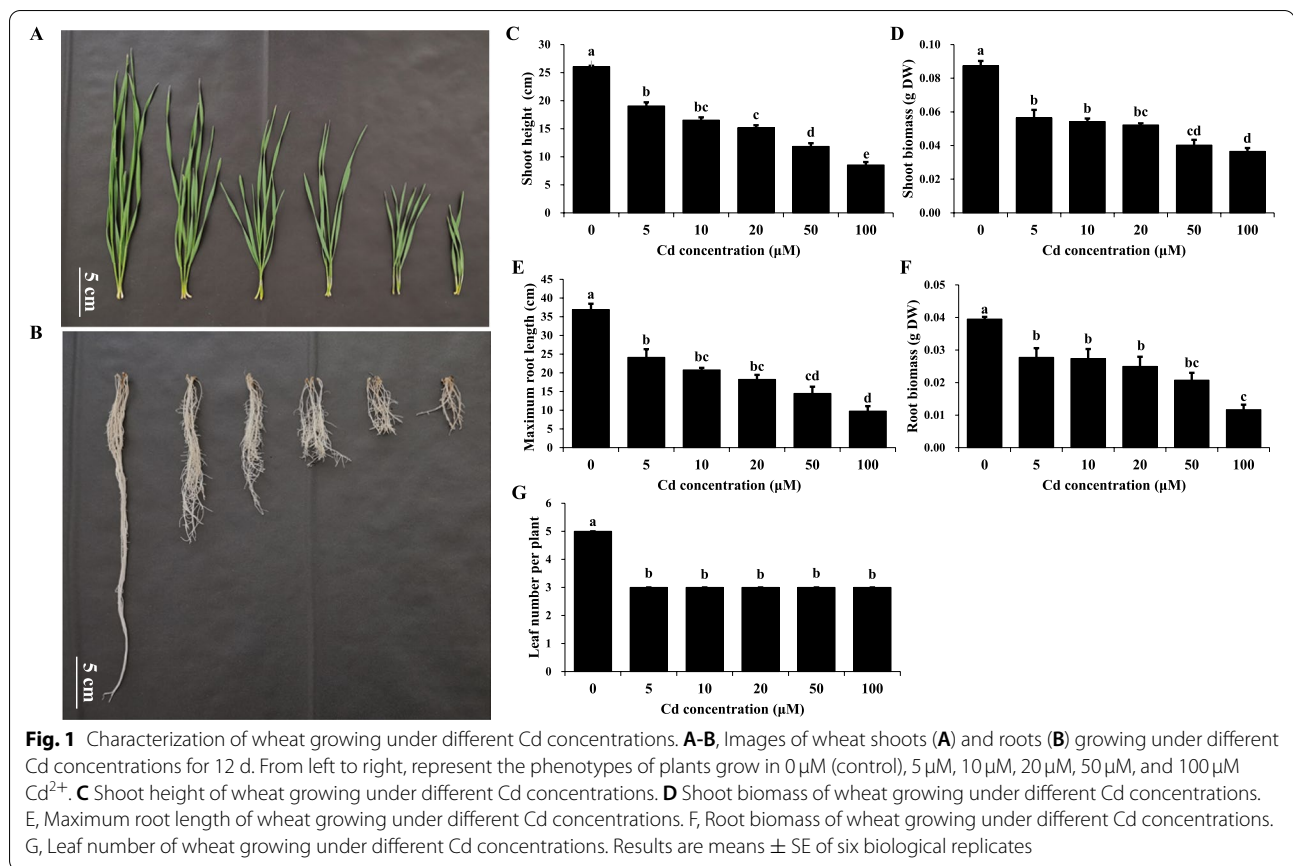 A
5 cm
B
5 cm
C
Shoot height (cm)
30
25
20
15
10
5
0
a
b
bc
c
d
e
0 5 10 20 50 100
Cd concentration (µM)
D
Shoot biomass (g DW)
0.10
0.08
0.06
0.04
0.02
0.00
a
b
b
bc
cd
d
0 5 10 20 50 100
Cd concentration (µM)
E
Maximum root length (cm)
45
40
35
30
25
20
15
10
5
0
a
b
bc
bc
cd
d
0 5 10 20 50 100
Cd concentration (µM)
F
Root biomass (g DW)
0.05
0.04
0.03
0.02
0.01
0.00
a
b
b
b
bc
c
0 5 10 20 50 100
Cd concentration (µM)
G
Leaf number per plant
6
5
4
3
2
1
0
a
b
b
b
b
b
0 5 10 20 50 100
Cd concentration (µM)
Fig. 1 Characterization of wheat growing under different Cd concentrations. A-B, Images of wheat shoots (A) and roots (B) growing under different
Cd concentrations for 12 d. From left to right, represent the phenotypes of plants grow in 0 µM (control), 5 µM, 10 µM, 20 µM, 50 µM, and 100 µM
Cd²⁺. C Shoot height of wheat growing under different Cd concentrations. D Shoot biomass of wheat growing under different Cd concentrations.
E, Maximum root length of wheat growing under different Cd concentrations. F, Root biomass of wheat growing under different Cd concentrations.
G, Leaf number of wheat growing under different Cd concentrations. Results are means ± SE of six biological replicates